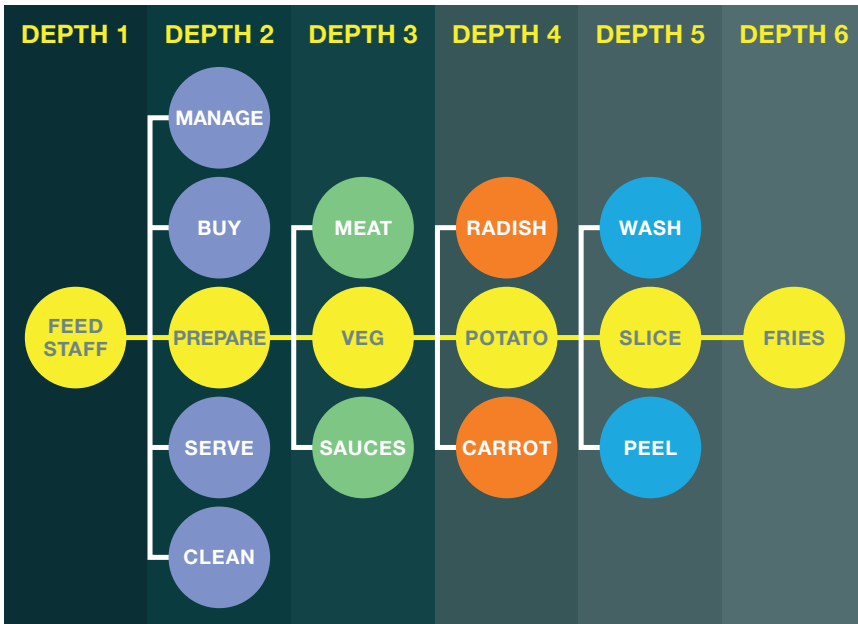 DEPTH 1 DEPTH 2 DEPTH 3 DEPTH 4 DEPTH 5 DEPTH 6
MANAGE
BUY MEAT RADISH WASH
FEED
STAFF
PREPARE VEG POTATO SLICE FRIES
SERVE SAUCES CARROT PEEL
CLEAN